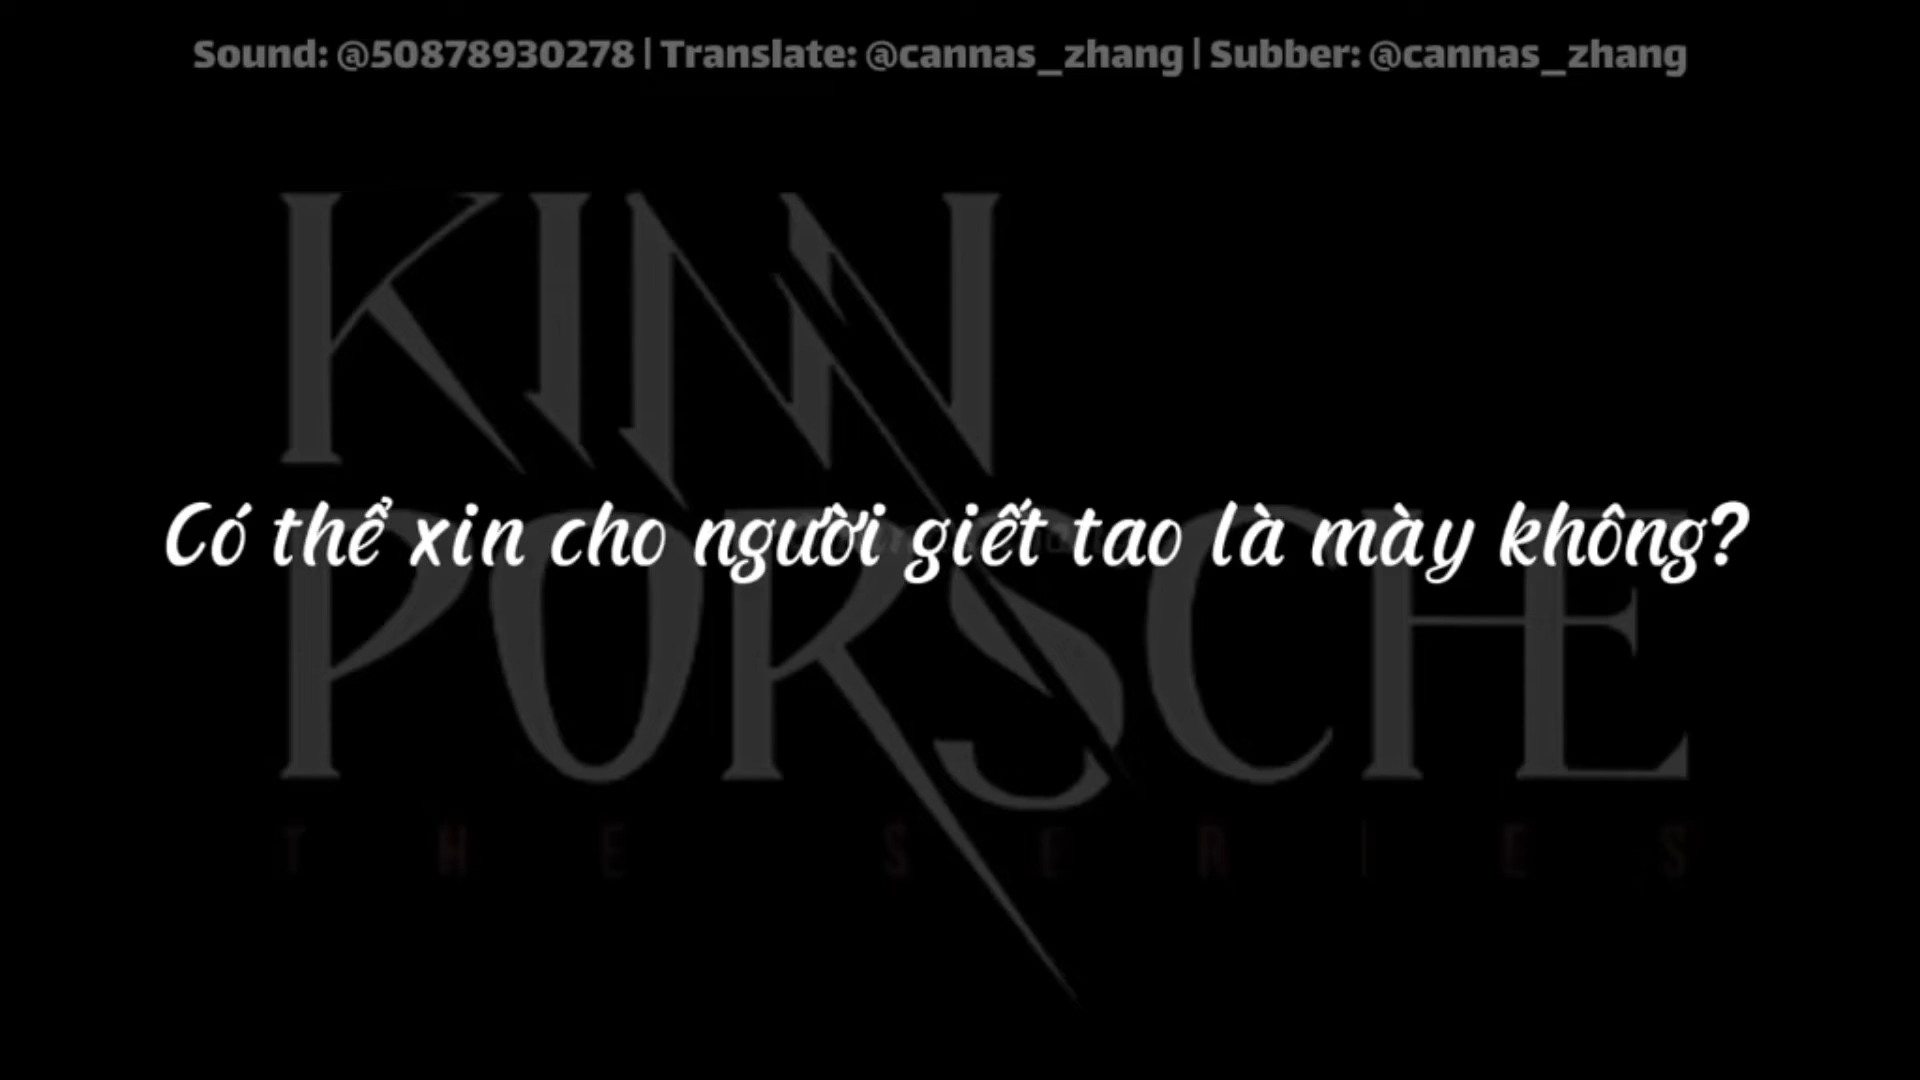 Sound: @50878930278 | Translate: @cannas_zhang | Subber: @cannas_zhang
KINN
Có thể xin cho người giết tao là mày không?
PORSCHE
THE SERIES